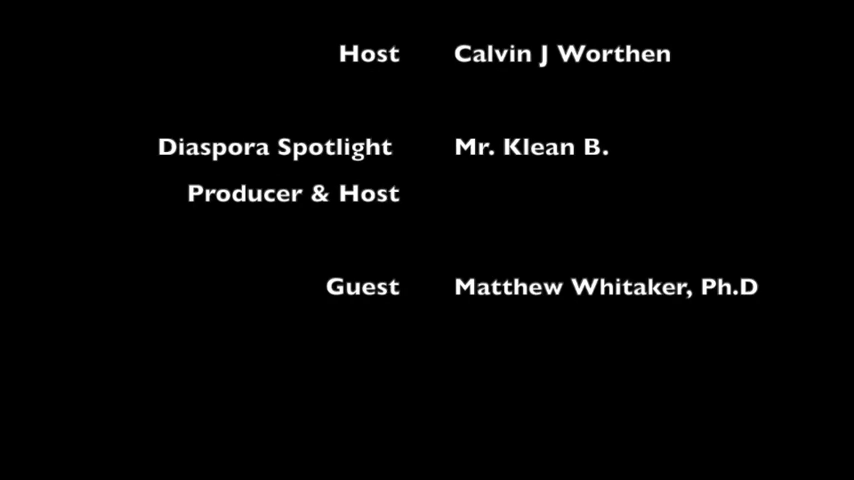 Host Calvin J Worthen
Diaspora Spotlight Mr. Klean B.
Producer & Host
Guest Matthew Whitaker, Ph.D